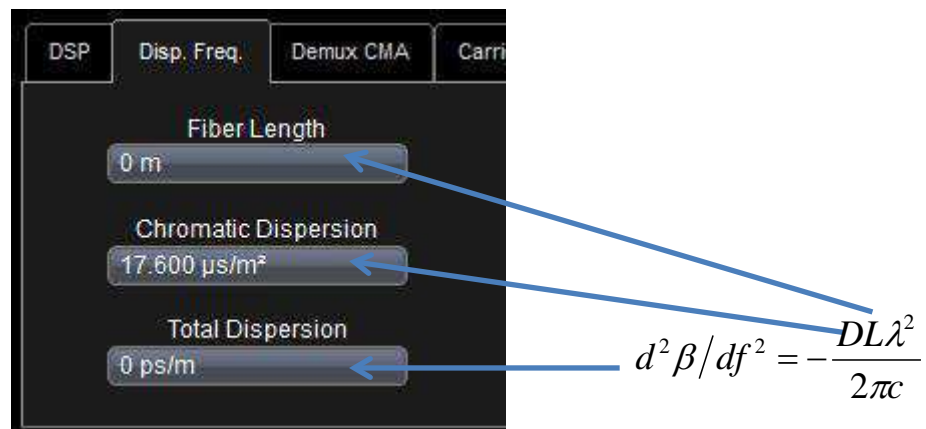 DSP Disp. Freq. Demux CMA Carri
Fiber Length
0 m
Chromatic Dispersion
17.600 µs/m²
Total Dispersion
0 ps/m
d²β/df² = −DLλ²/2πc